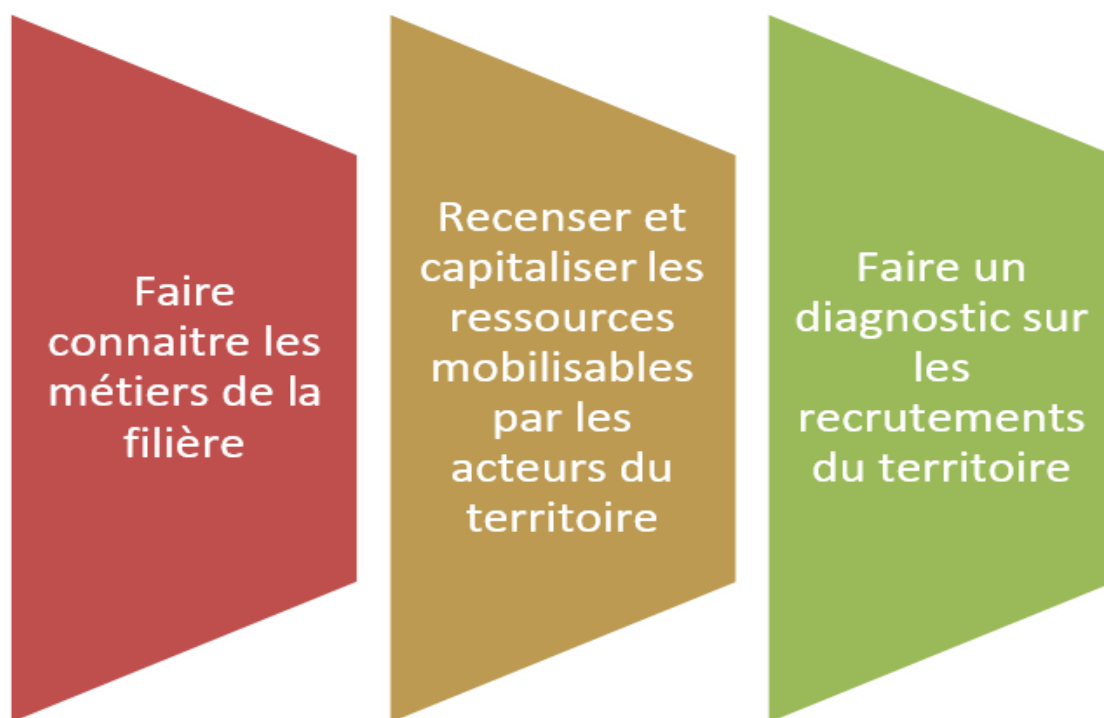 Faire
connaitre les
métiers de la
filière
Recenser et
capitaliser les
ressources
mobilisables
par les
acteurs du
territoire
Faire un
diagnostic sur
les
recrutements
du territoire